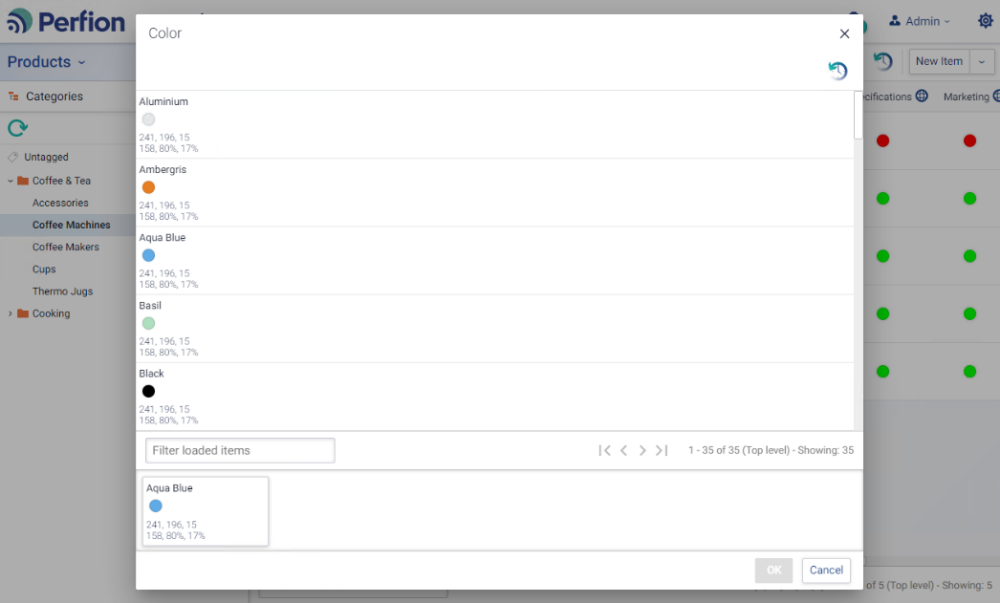 Perfion
Admin
Products
New Item
Categories
Specifications
Marketing
Untagged
Coffee & Tea
Accessories
Coffee Machines
Coffee Makers
Cups
Thermo Jugs
Cooking
Color
Aluminium
241, 196, 15
158, 80%, 17%
Ambergris
241, 196, 15
158, 80%, 17%
Aqua Blue
241, 196, 15
158, 80%, 17%
Basil
241, 196, 15
158, 80%, 17%
Black
241, 196, 15
158, 80%, 17%
Filter loaded items
1 - 35 of 35 (Top level) - Showing: 35
Aqua Blue
241, 196, 15
158, 80%, 17%
OK
Cancel
of 5 (Top level) - Showing: 5